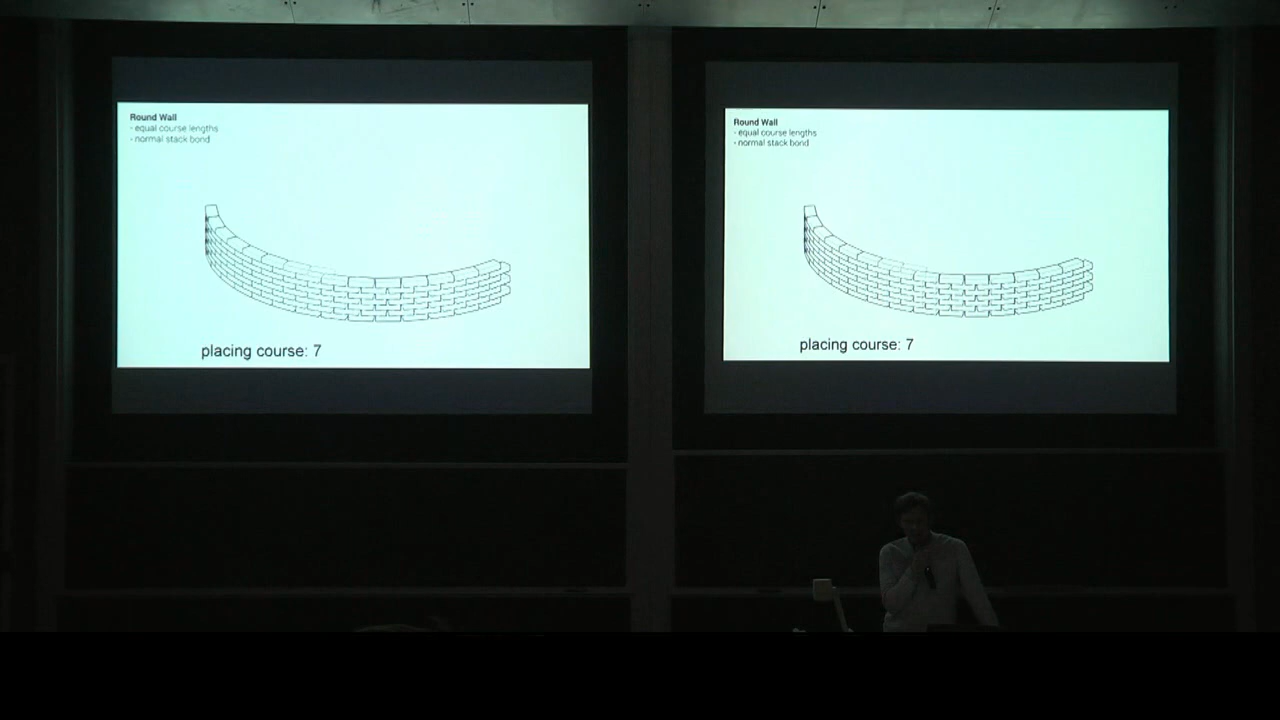 Round Wall
- equal course lengths
- normal stack bond
placing course: 7
Round Wall
- equal course lengths
- normal stack bond
placing course: 7